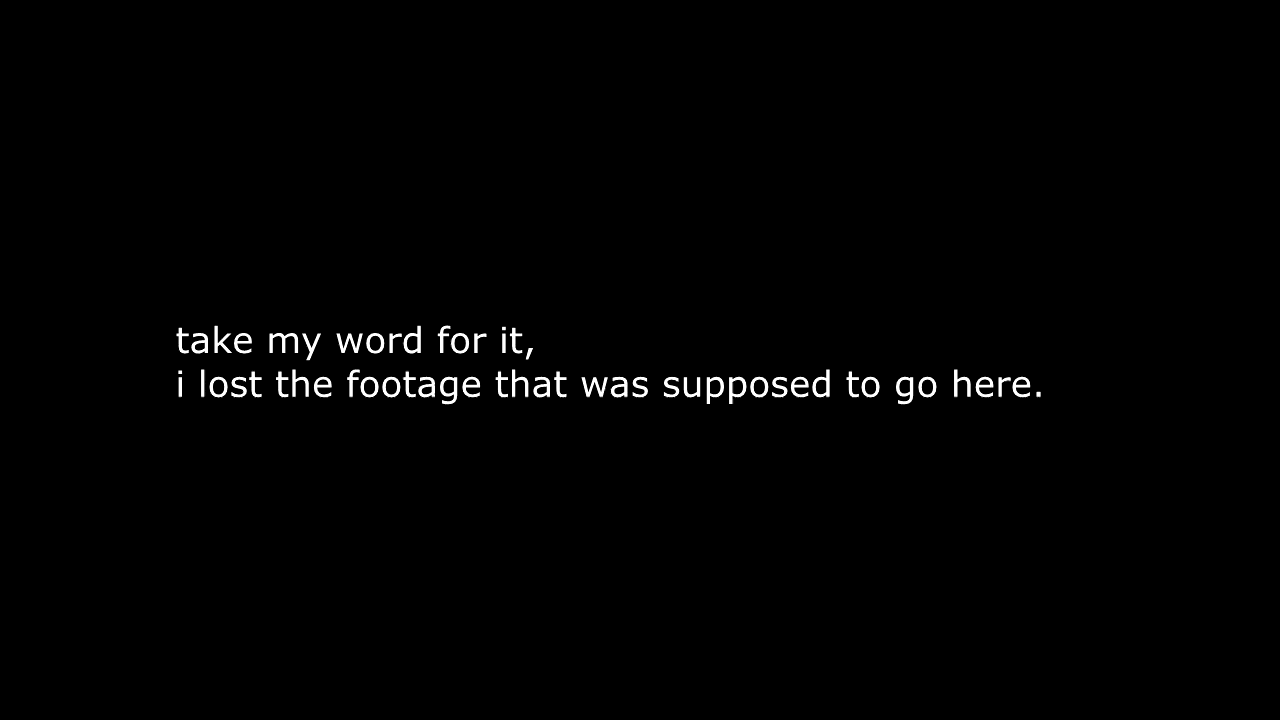 take my word for it,
i lost the footage that was supposed to go here.